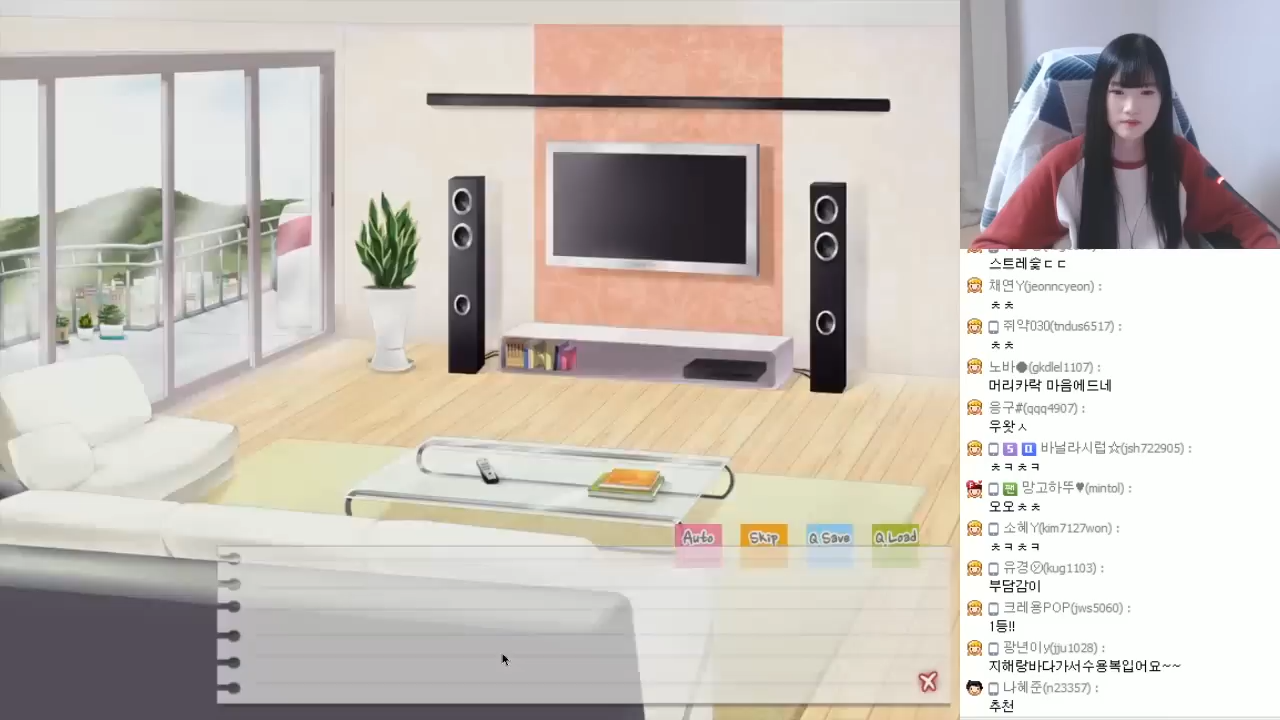 Auto
Skip
Q.Save
Q.Load
스트레윷ㄷㄷ
채연Y(jeonncyeon) :
ㅊㅊ
쥐약030(tndus6517) :
ㅊㅊ
노바●(gkdlel1107) :
머리카락 마음에드네
응구#(qqq4907) :
우왓ㅅ
S Q 바닐라시럽☆(jsh722905) :
ㅊㅋㅊㅋ
팬 망고하뚜♥(mintol) :
오오ㅊㅊ
소혜Y(kim7127won) :
ㅊㅋㅊㅋ
유경㉦(kug1103) :
부담감이
크레용POP(jws5060) :
1등!!
광년이y(jju1028) :
지해랑바다가서수용복입어요~~
나혜준(n23357) :
추천